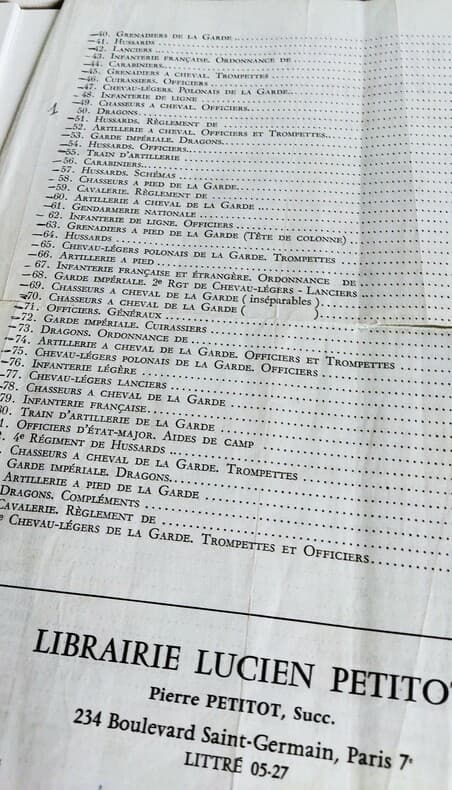 —40. Grenadiers de la Garde
—41. Hussards
—42. Lanciers
—43. Infanterie française. Ordonnance de
—44. Carabiniers
—45. Grenadiers a cheval. Trompettes
—46. Cuirassiers. Officiers
—47. Chevau-légers. Polonais de la Garde
—48. Infanterie de ligne
—49. Chasseurs a cheval. Officiers
50. Dragons
—51. Hussards. Règlement de
—52. Artillerie a cheval. Officiers et Trompettes
—53. Garde impériale. Dragons
—54. Hussards. Officiers
—55. Train d'artillerie
—56. Carabiniers
—57. Hussards. Schémas
—58. Chasseurs a pied de la Garde
—59. Cavalerie. Règlement de
—60. Artillerie a cheval de la Garde
—61. Gendarmerie nationale
— 62. Infanterie de ligne. Officiers
—63. Grenadiers a pied de la Garde (Tête de colonne)
— 64. Hussards
— 65. Chevau-légers polonais de la Garde. Trompettes
— 66. Artillerie a pied
— 67. Infanterie française et étrangère. Ordonnance de
— 68. Garde impériale. 2e Rgt de Chevau-légers - Lanciers
— 69. Chasseurs a cheval de la Garde ( inséparables )
—70. Chasseurs a cheval de la Garde ( )
—71. Officiers. Généraux
—72. Garde impériale. Cuirassiers
—73. Dragons. Ordonnance de
—74. Artillerie a cheval de la Garde. Officiers et Trompettes
—75. Chevau-légers polonais de la Garde. Officiers
—76. Infanterie légère
—77. Chevau-légers lanciers
—78. Chasseurs a cheval de la Garde
79. Infanterie française
80. Train d'artillerie de la Garde
1. Officiers d'état-major. Aides de camp
2. 4e Régiment de Hussards
Chasseurs a cheval de la Garde. Trompettes
Garde impériale. Dragons
Artillerie a pied de la Garde
Dragons. Compléments
Cavalerie. Règlement de
e Chevau-légers de la Garde. Trompettes et Officiers
LIBRAIRIE LUCIEN PETITOT
Pierre PETITOT, Succ.
234 Boulevard Saint-Germain, Paris 7e
LITTRÉ 05-27